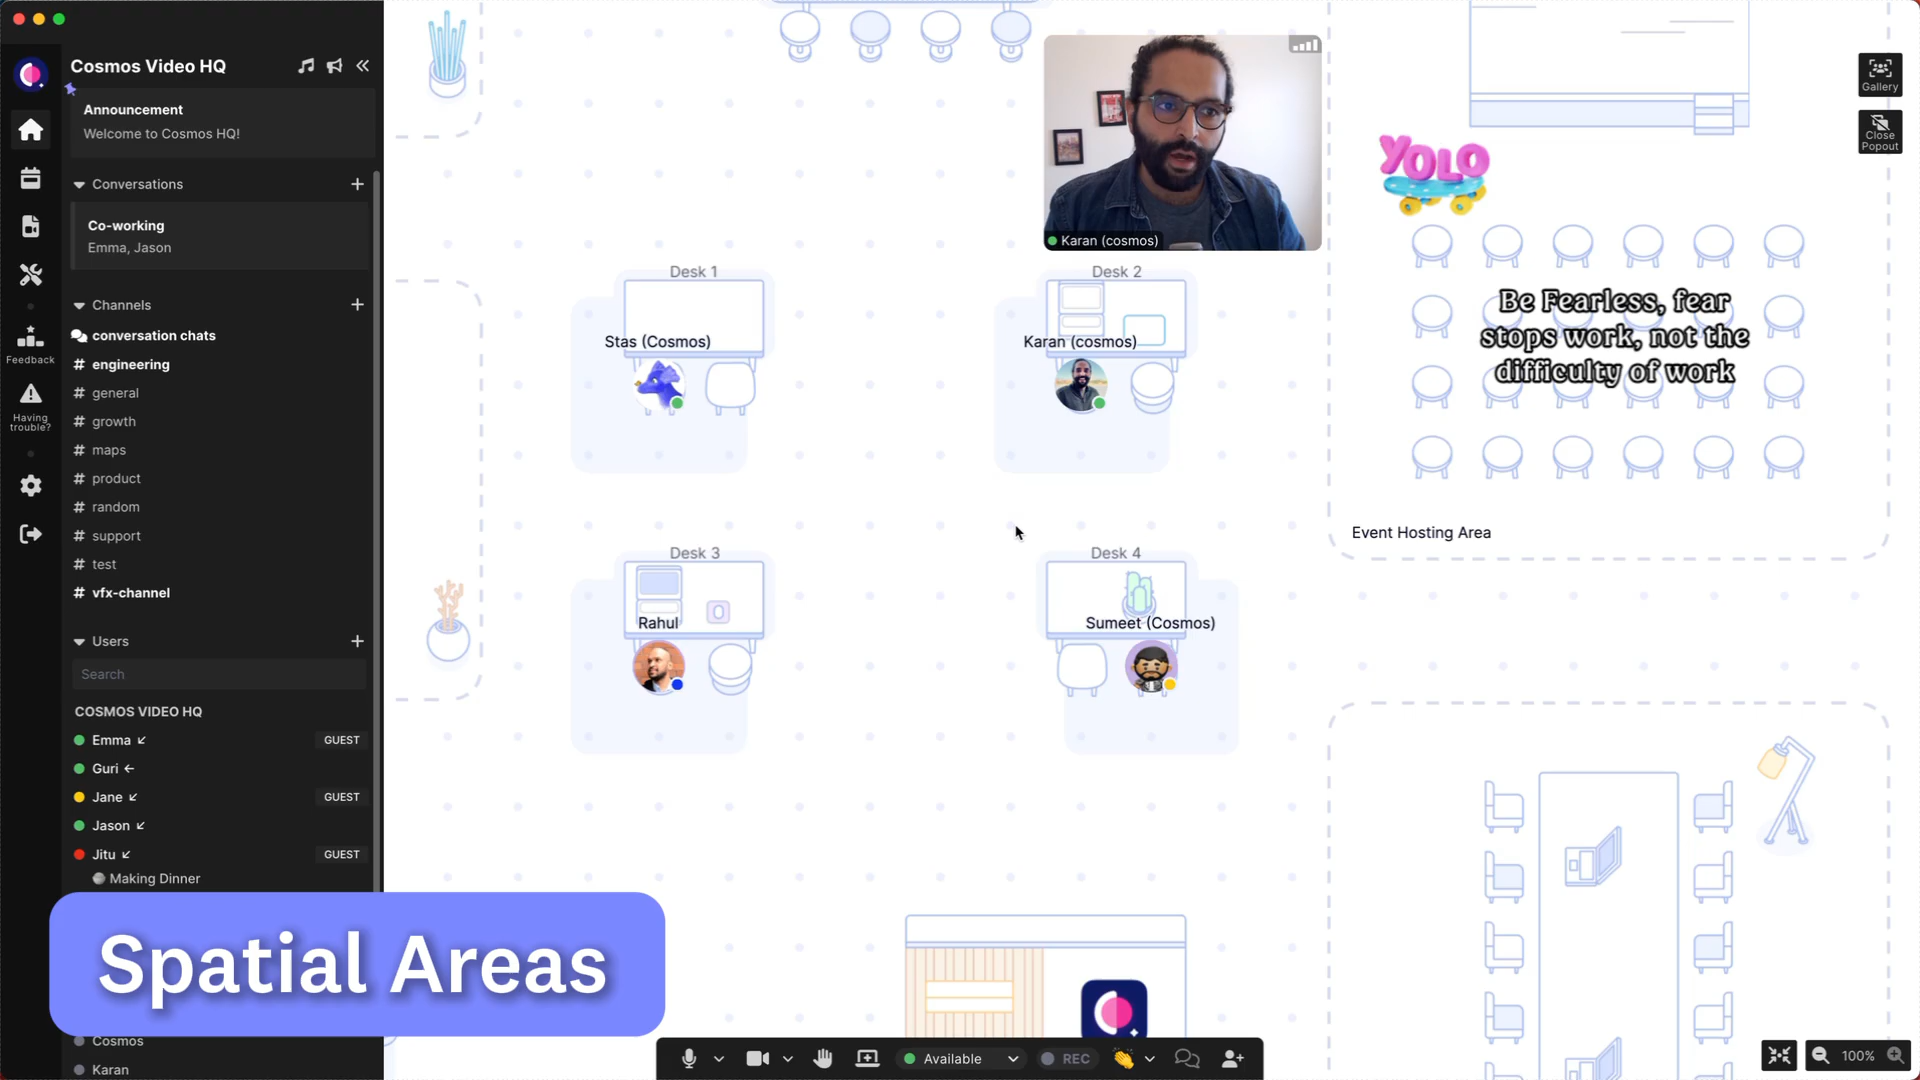 Cosmos Video HQ
Announcement
Welcome to Cosmos HQ!
Conversations
Co-working
Emma, Jason
Channels
conversation chats
# engineering
# general
# growth
# maps
# product
# random
# support
# test
# vfx-channel
Users
Search
COSMOS VIDEO HQ
Emma
GUEST
Guri
Jane
GUEST
Jason
Jitu
GUEST
Making Dinner
Cosmos
Karan
Feedback
Having
trouble?
Spatial Areas
Karan (cosmos)
Desk 1
Stas (Cosmos)
Desk 2
Karan (cosmos)
Desk 3
Rahul
Desk 4
Sumeet (Cosmos)
YOLO
Be Fearless, fear
stops work, not the
difficulty of work
Event Hosting Area
Gallery
Close
Popout
Available
REC
100%